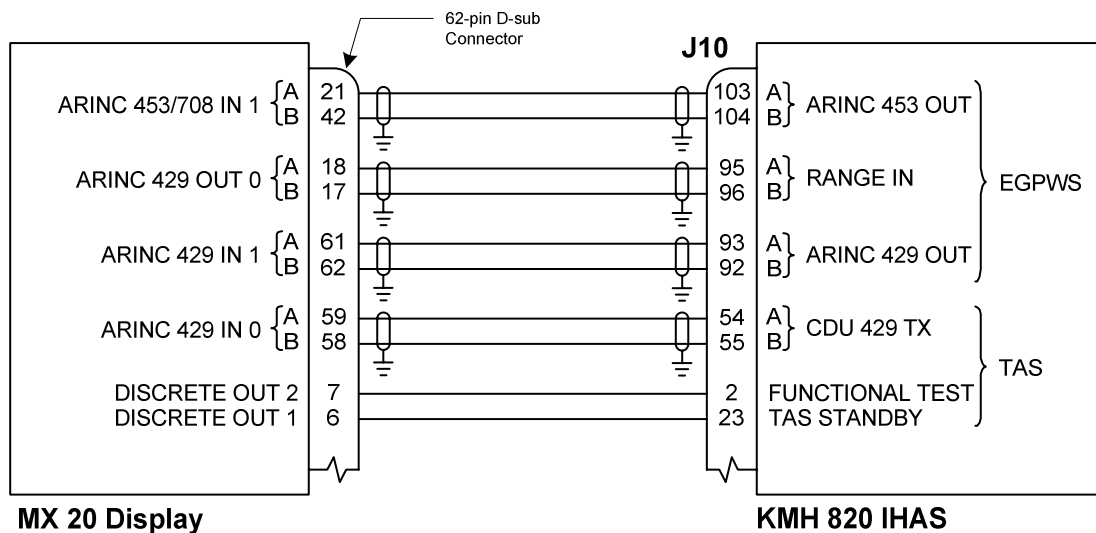 62-pin D-sub
Connector
J10
ARINC 453/708 IN 1 A 21 103 A ARINC 453 OUT
B 42 104 B
ARINC 429 OUT 0 A 18 95 A RANGE IN
B 17 96 B
EGPWS
ARINC 429 IN 1 A 61 93 A ARINC 429 OUT
B 62 92 B
ARINC 429 IN 0 A 59 54 A CDU 429 TX
B 58 55 B
TAS
DISCRETE OUT 2 7 2 FUNCTIONAL TEST
DISCRETE OUT 1 6 23 TAS STANDBY
MX 20 Display KMH 820 IHAS